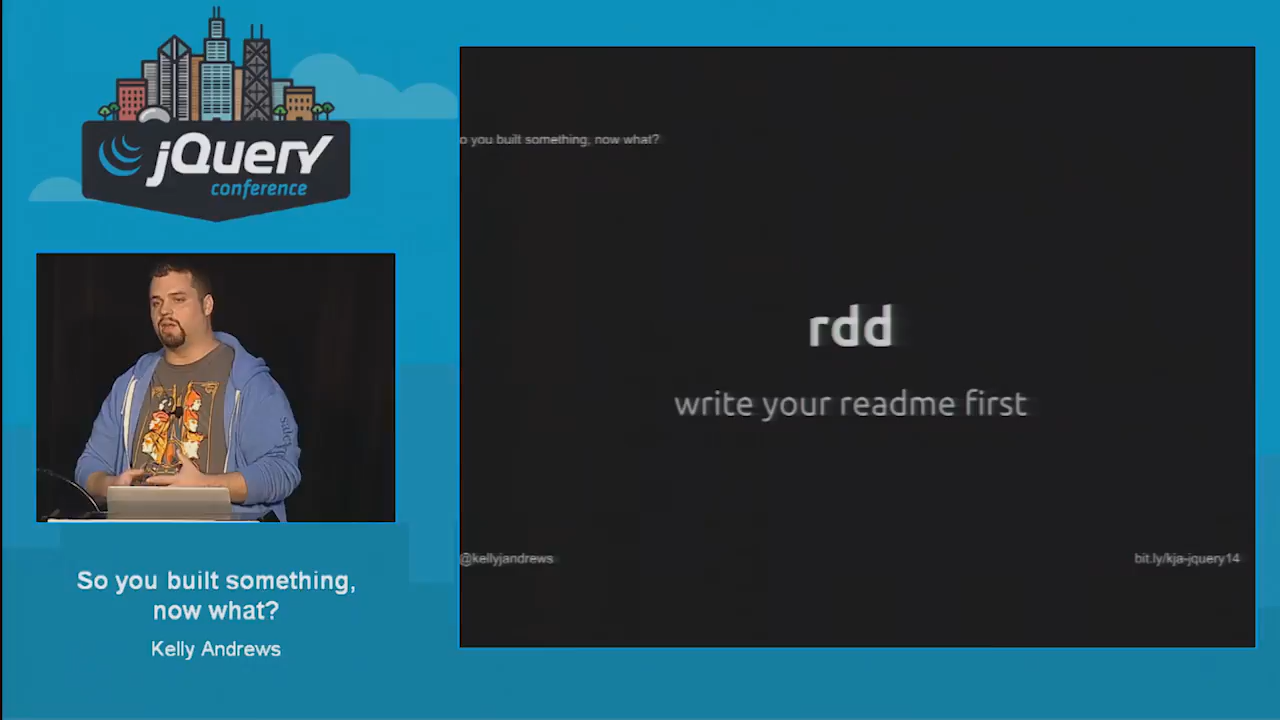 jQuery
conference
So you built something,
now what?
Kelly Andrews
o you built something, now what?
rdd
write your readme first
@kellyjandrews
bit.ly/kja-jquery14